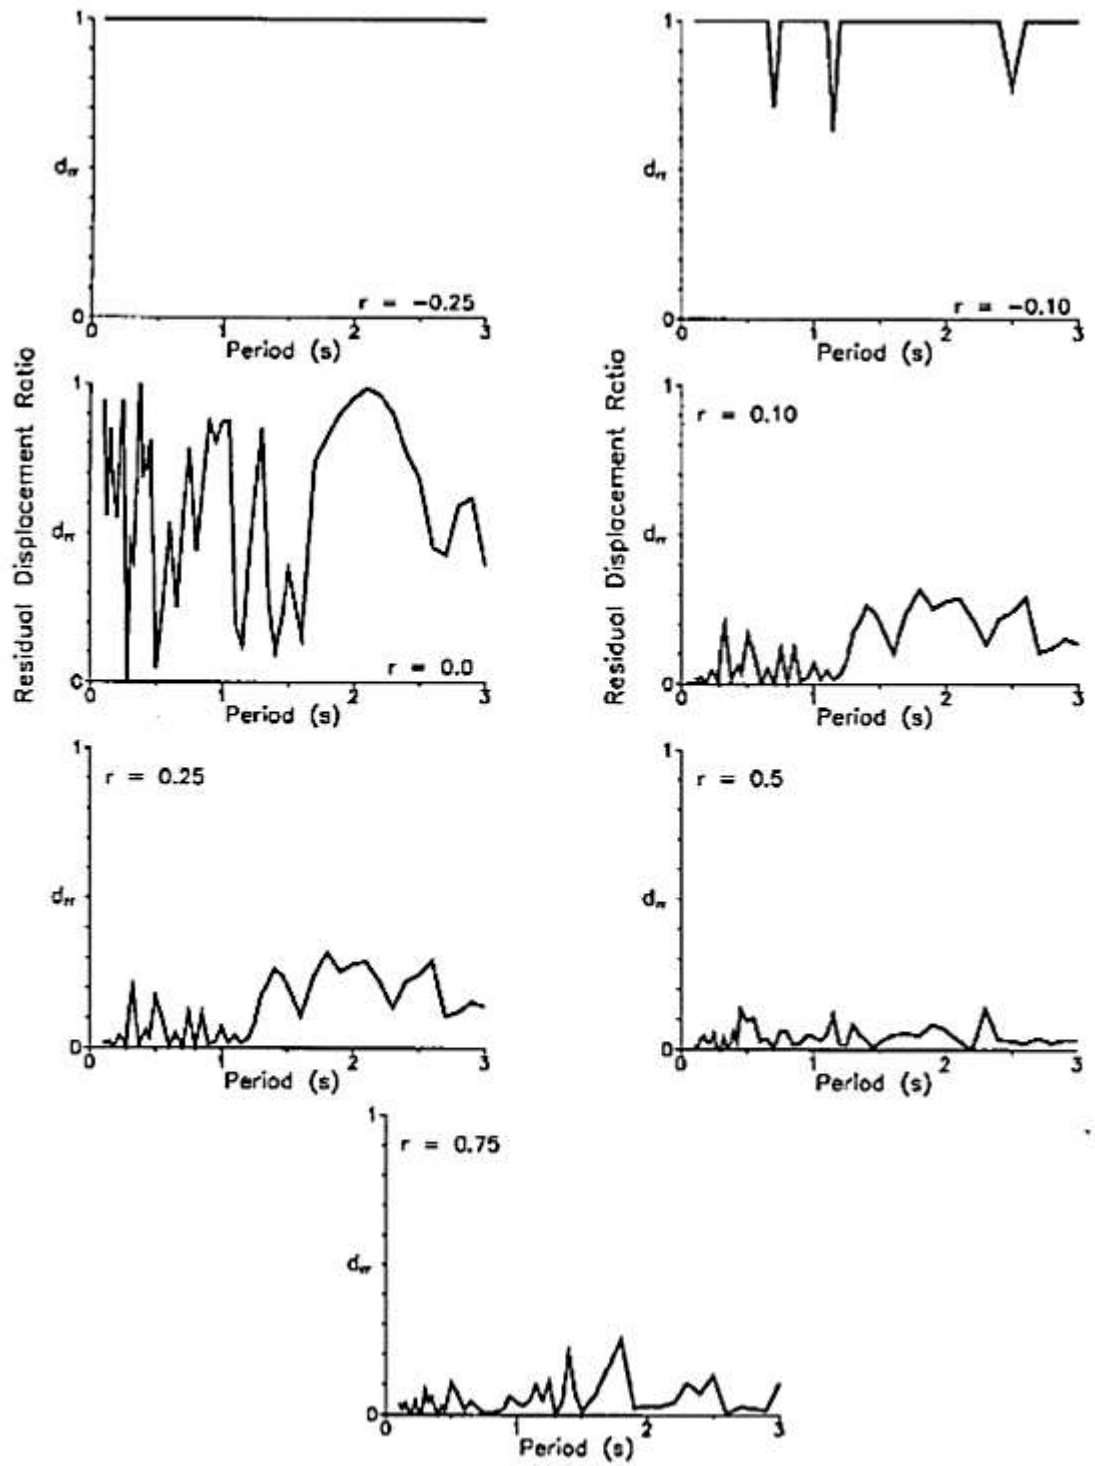 1
d_rr
0
r = -0.25
0 1 2 3
Period (s)
1
d_rr
0
r = -0.10
0 1 2 3
Period (s)
Residual Displacement Ratio
1
d_rr
0
r = 0.0
0 1 2 3
Period (s)
Residual Displacement Ratio
1
r = 0.10
d_rr
0
0 1 2 3
Period (s)
1
r = 0.25
d_rr
0
0 1 2 3
Period (s)
1
r = 0.5
d_rr
0
0 1 2 3
Period (s)
1
r = 0.75
d_rr
0
0 1 2 3
Period (s)